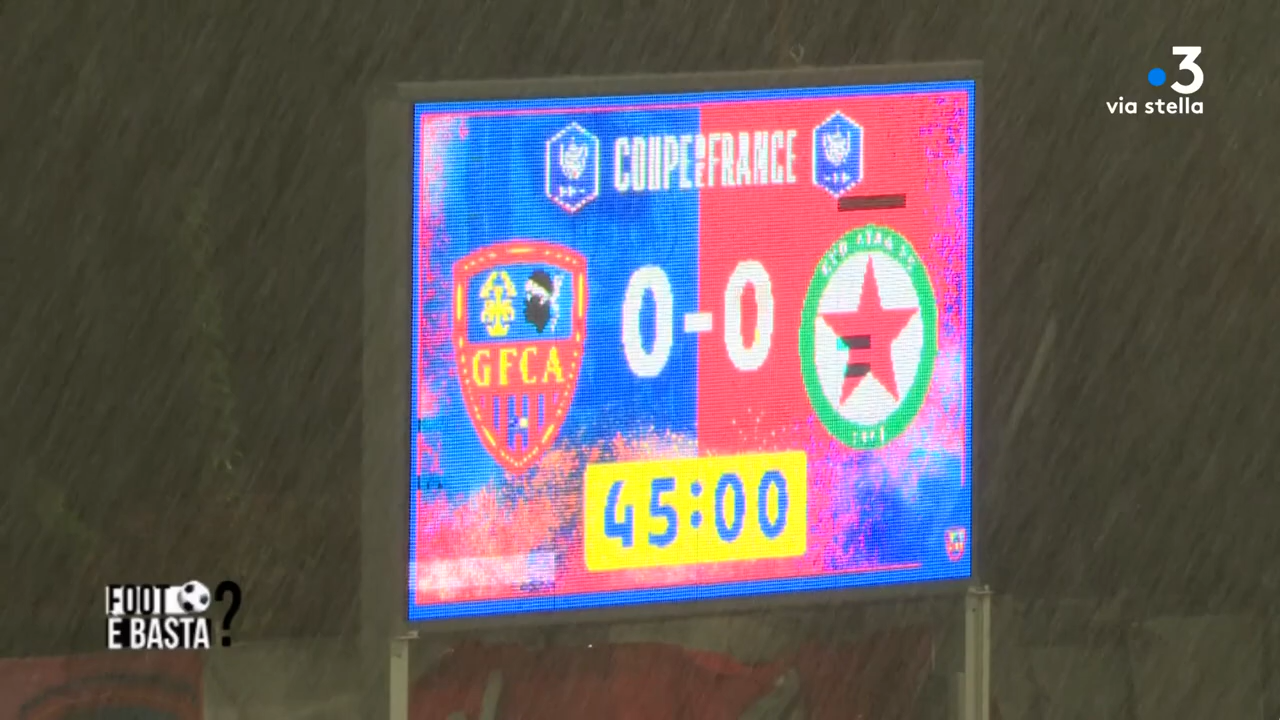 3
via stella
COUPE DE FRANCE
0-0
GFCA
45:00
FOOT ?
E BASTA